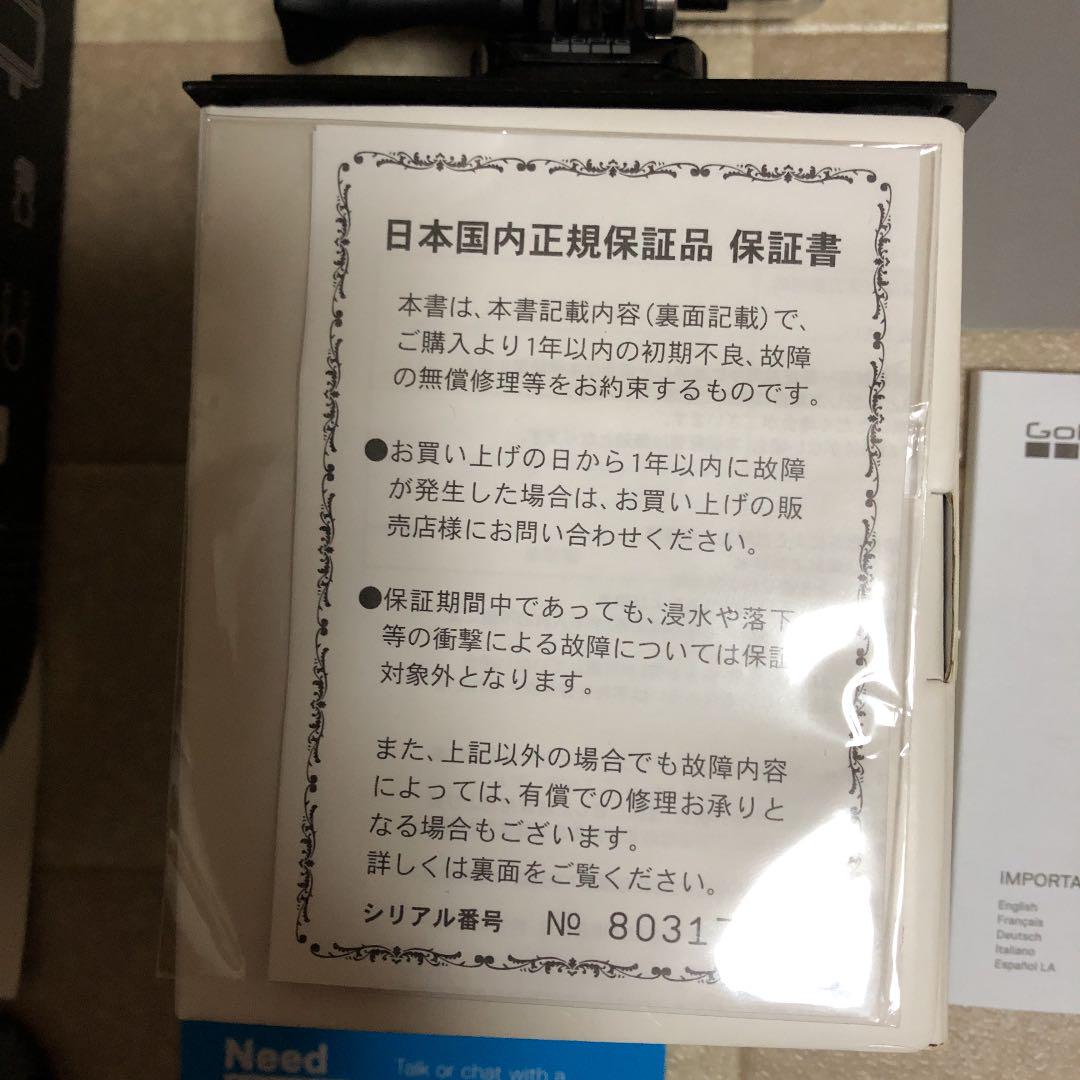 GoPro
日本国内正規保証品 保証書
本書は、本書記載内容(裏面記載)で、
ご購入より1年以内の初期不良、故障
の無償修理等をお約束するものです。
●お買い上げの日から1年以内に故障
が発生した場合は、お買い上げの販
売店様にお問い合わせください。
●保証期間中であっても、浸水や落下
等の衝撃による故障については保証
対象外となります。
また、上記以外の場合でも故障内容
によっては、有償での修理お承りと
なる場合もございます。
詳しくは裏面をご覧ください。
シリアル番号 № 8031
IMPORTA
English
Français
Deutsch
Italiano
Español LA
Need
Talk or chat with a